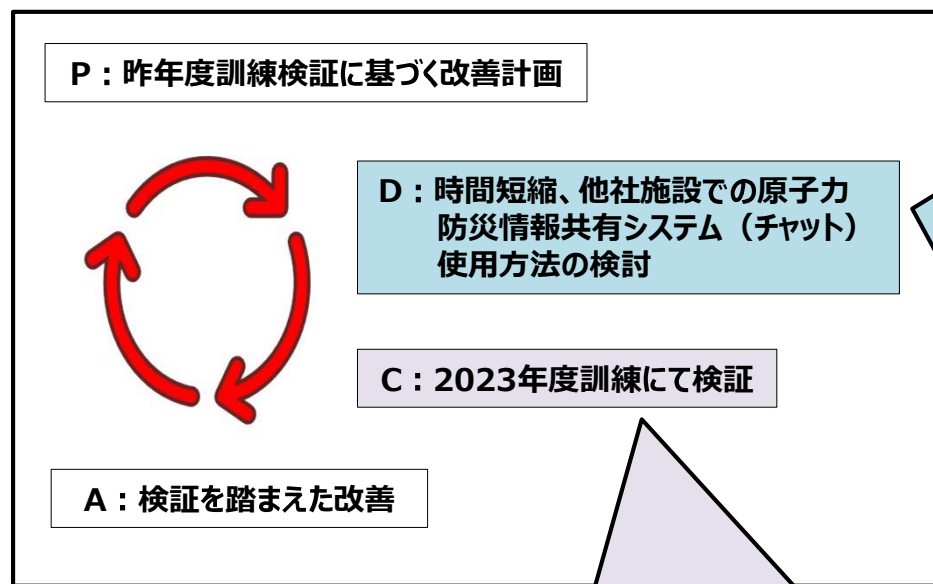 P：昨年度訓練検証に基づく改善計画
D：時間短縮、他社施設での原子力
防災情報共有システム（チャット）
使用方法の検討
C：2023年度訓練にて検証
A：検証を踏まえた改善